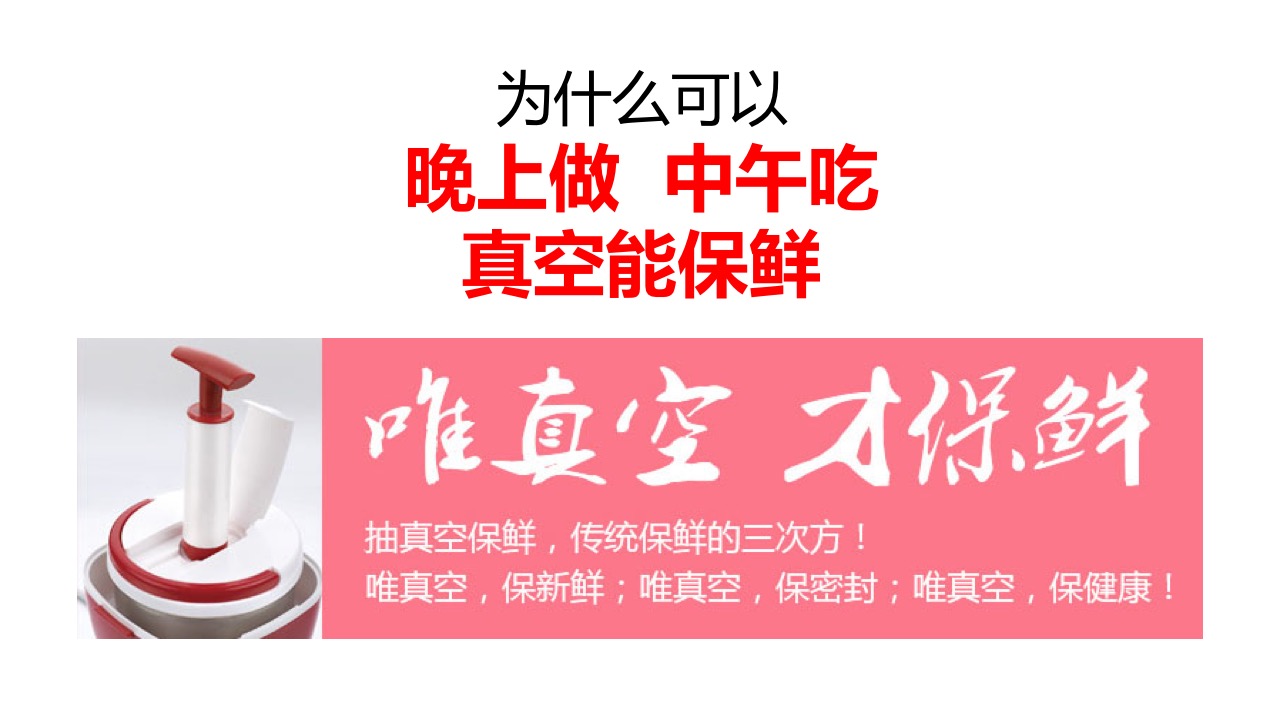 为什么可以
晚上做 中午吃
真空能保鲜
唯真空 才保鲜
抽真空保鲜，传统保鲜的三次方！
唯真空，保新鲜；唯真空，保密封；唯真空，保健康！